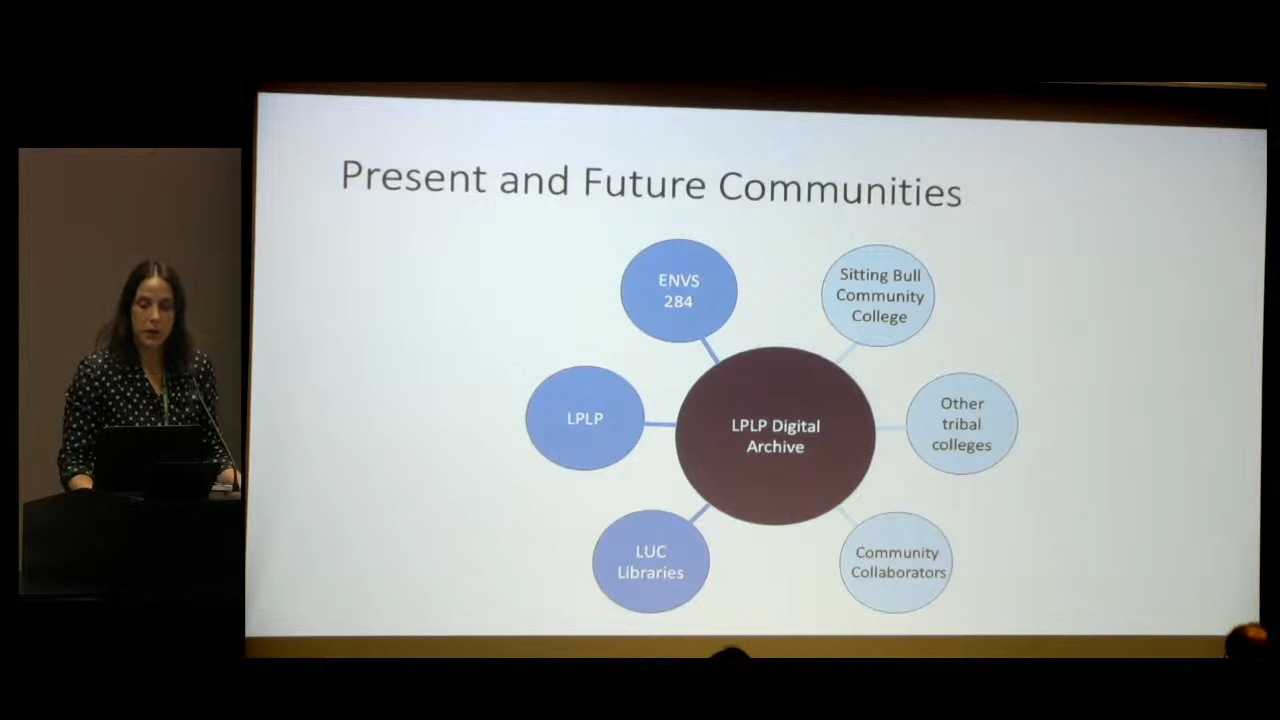 Present and Future Communities
ENVS
284
Sitting Bull
Community
College
LPLP
LPLP Digital
Archive
Other
tribal
colleges
LUC
Libraries
Community
Collaborators